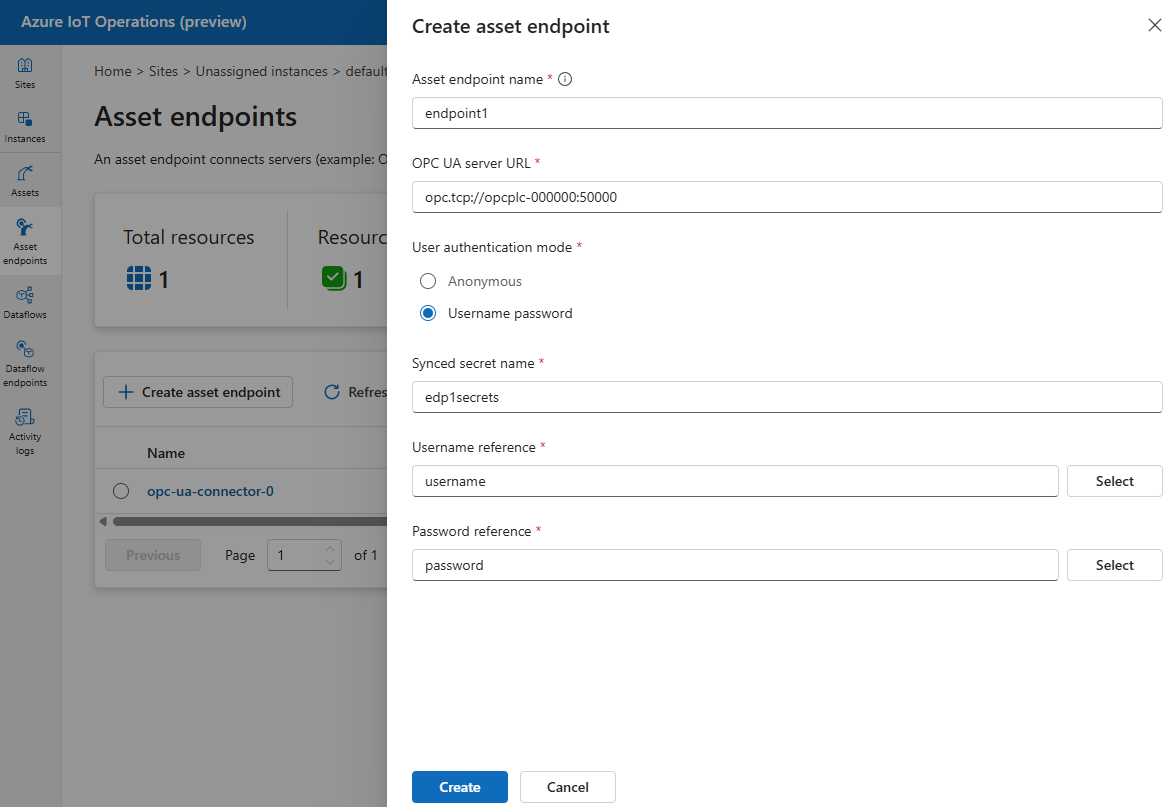 Azure IoT Operations (preview)
Sites
Instances
Assets
Asset
endpoints
Dataflows
Dataflow
endpoints
Activity
logs
Home > Sites > Unassigned instances > default
Asset endpoints
An asset endpoint connects servers (example: O
Total resources
1
Resourc
1
Create asset endpoint
Refres
Name
opc-ua-connector-0
Previous
Page
1
of 1
Create asset endpoint
Asset endpoint name *
endpoint1
OPC UA server URL *
opc.tcp://opcplc-000000:50000
User authentication mode *
Anonymous
Username password
Synced secret name *
edp1secrets
Username reference *
username
Select
Password reference *
password
Select
Create
Cancel